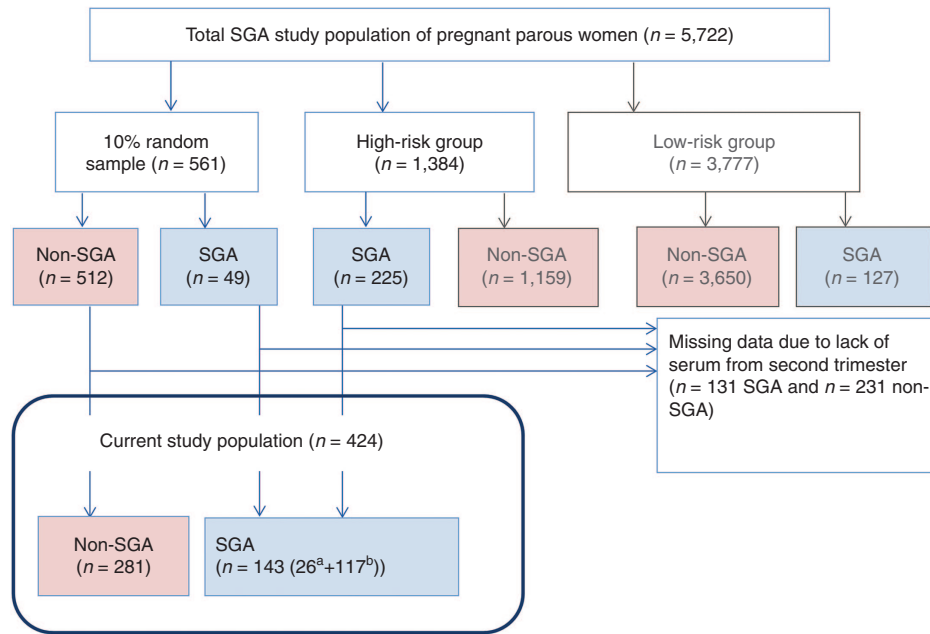 Total SGA study population of pregnant parous women (n = 5,722)
10% random
sample (n = 561)
High-risk group
(n = 1,384)
Low-risk group
(n = 3,777)
Non-SGA
(n = 512)
SGA
(n = 49)
SGA
(n = 225)
Non-SGA
(n = 1,159)
Non-SGA
(n = 3,650)
SGA
(n = 127)
Missing data due to lack of
serum from second trimester
(n = 131 SGA and n = 231 non-
SGA)
Current study population (n = 424)
Non-SGA
(n = 281)
SGA
(n = 143 (26ᵃ+117ᵇ))